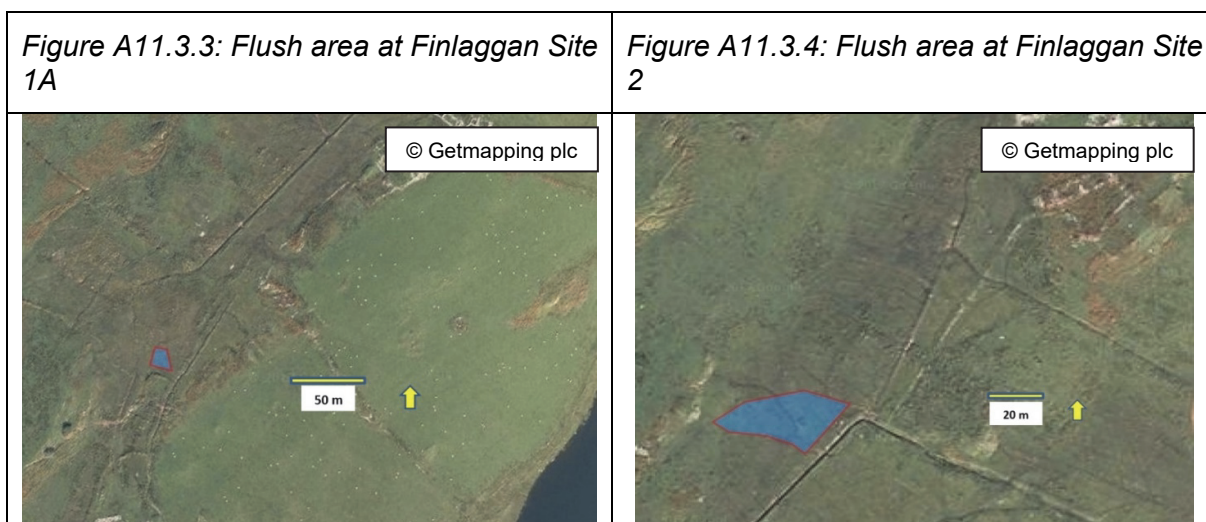 Figure A11.3.3: Flush area at Finlaggan Site
1A
Figure A11.3.4: Flush area at Finlaggan Site
2
© Getmapping plc
50 m
© Getmapping plc
20 m